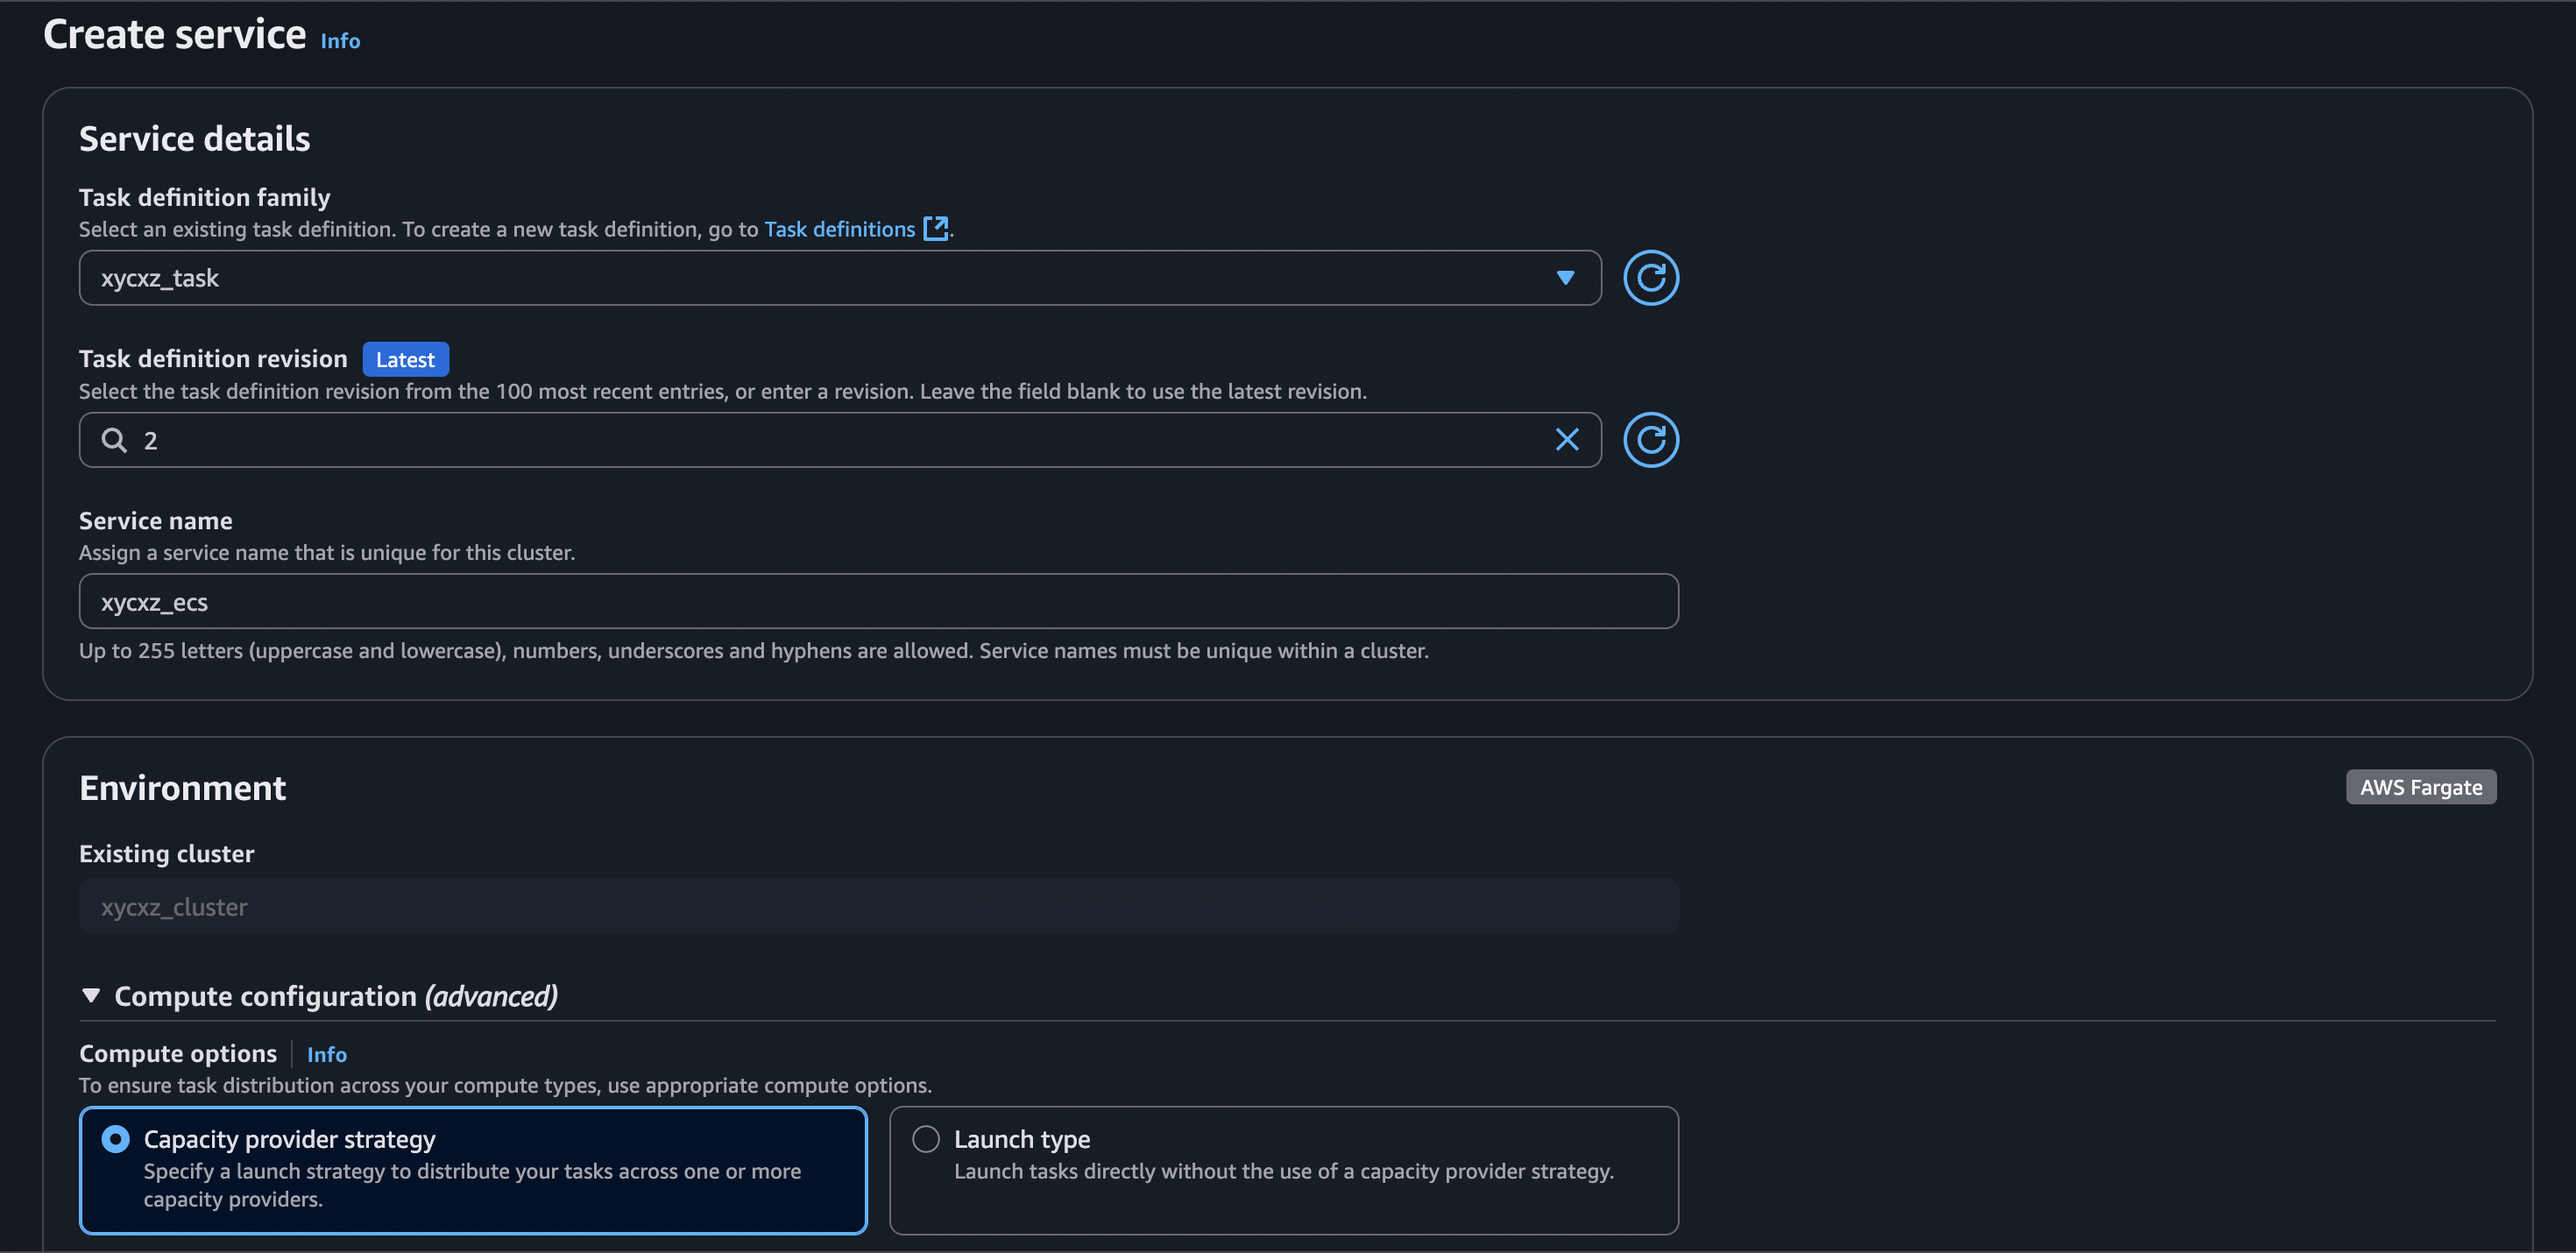 Create service Info
Service details
Task definition family
Select an existing task definition. To create a new task definition, go to Task definitions.
xycxz_task
Task definition revision Latest
Select the task definition revision from the 100 most recent entries, or enter a revision. Leave the field blank to use the latest revision.
2
Service name
Assign a service name that is unique for this cluster.
xycxz_ecs
Up to 255 letters (uppercase and lowercase), numbers, underscores and hyphens are allowed. Service names must be unique within a cluster.
Environment AWS Fargate
Existing cluster
xycxz_cluster
Compute configuration (advanced)
Compute options Info
To ensure task distribution across your compute types, use appropriate compute options.
Capacity provider strategy
Specify a launch strategy to distribute your tasks across one or more
capacity providers.
Launch type
Launch tasks directly without the use of a capacity provider strategy.